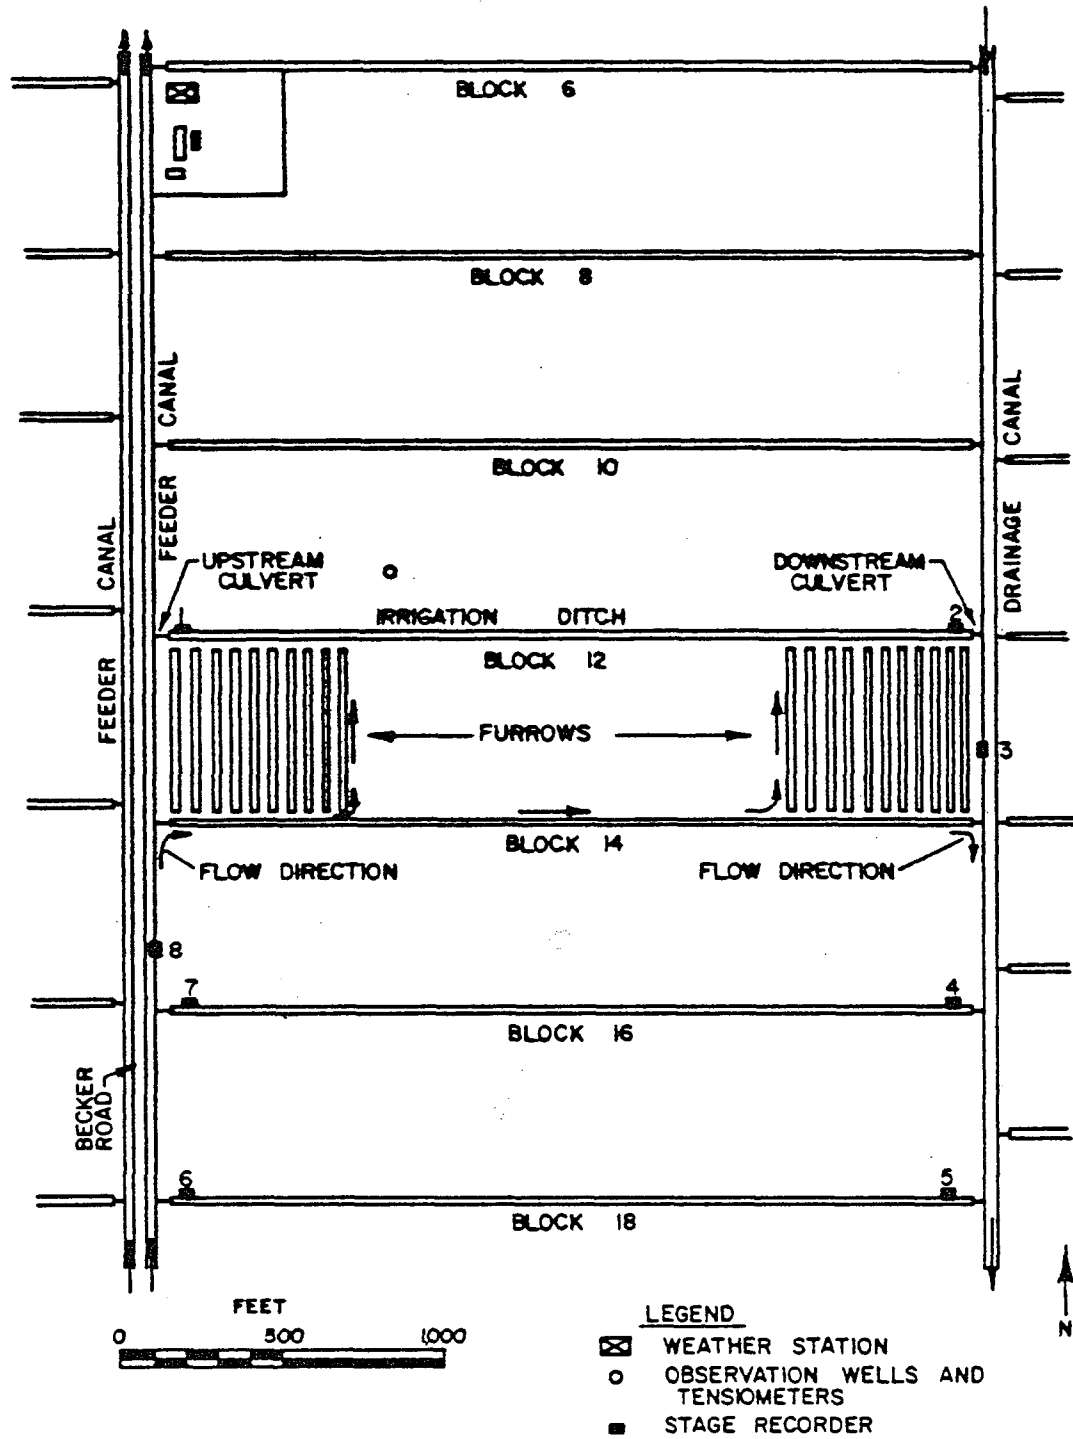 BLOCK 6
BLOCK 8
FEEDER CANAL
BLOCK 10
DRAINAGE CANAL
FEEDER CANAL
UPSTREAM
CULVERT
DOWNSTREAM
CULVERT
1
IRRIGATION DITCH
2
BLOCK 12
FURROWS
3
BLOCK 14
FLOW DIRECTION
FLOW DIRECTION
8
7
4
BLOCK 16
BECKER
ROAD
6
5
BLOCK 18
FEET
0 500 1,000
N
LEGEND
WEATHER STATION
OBSERVATION WELLS AND
TENSIOMETERS
STAGE RECORDER